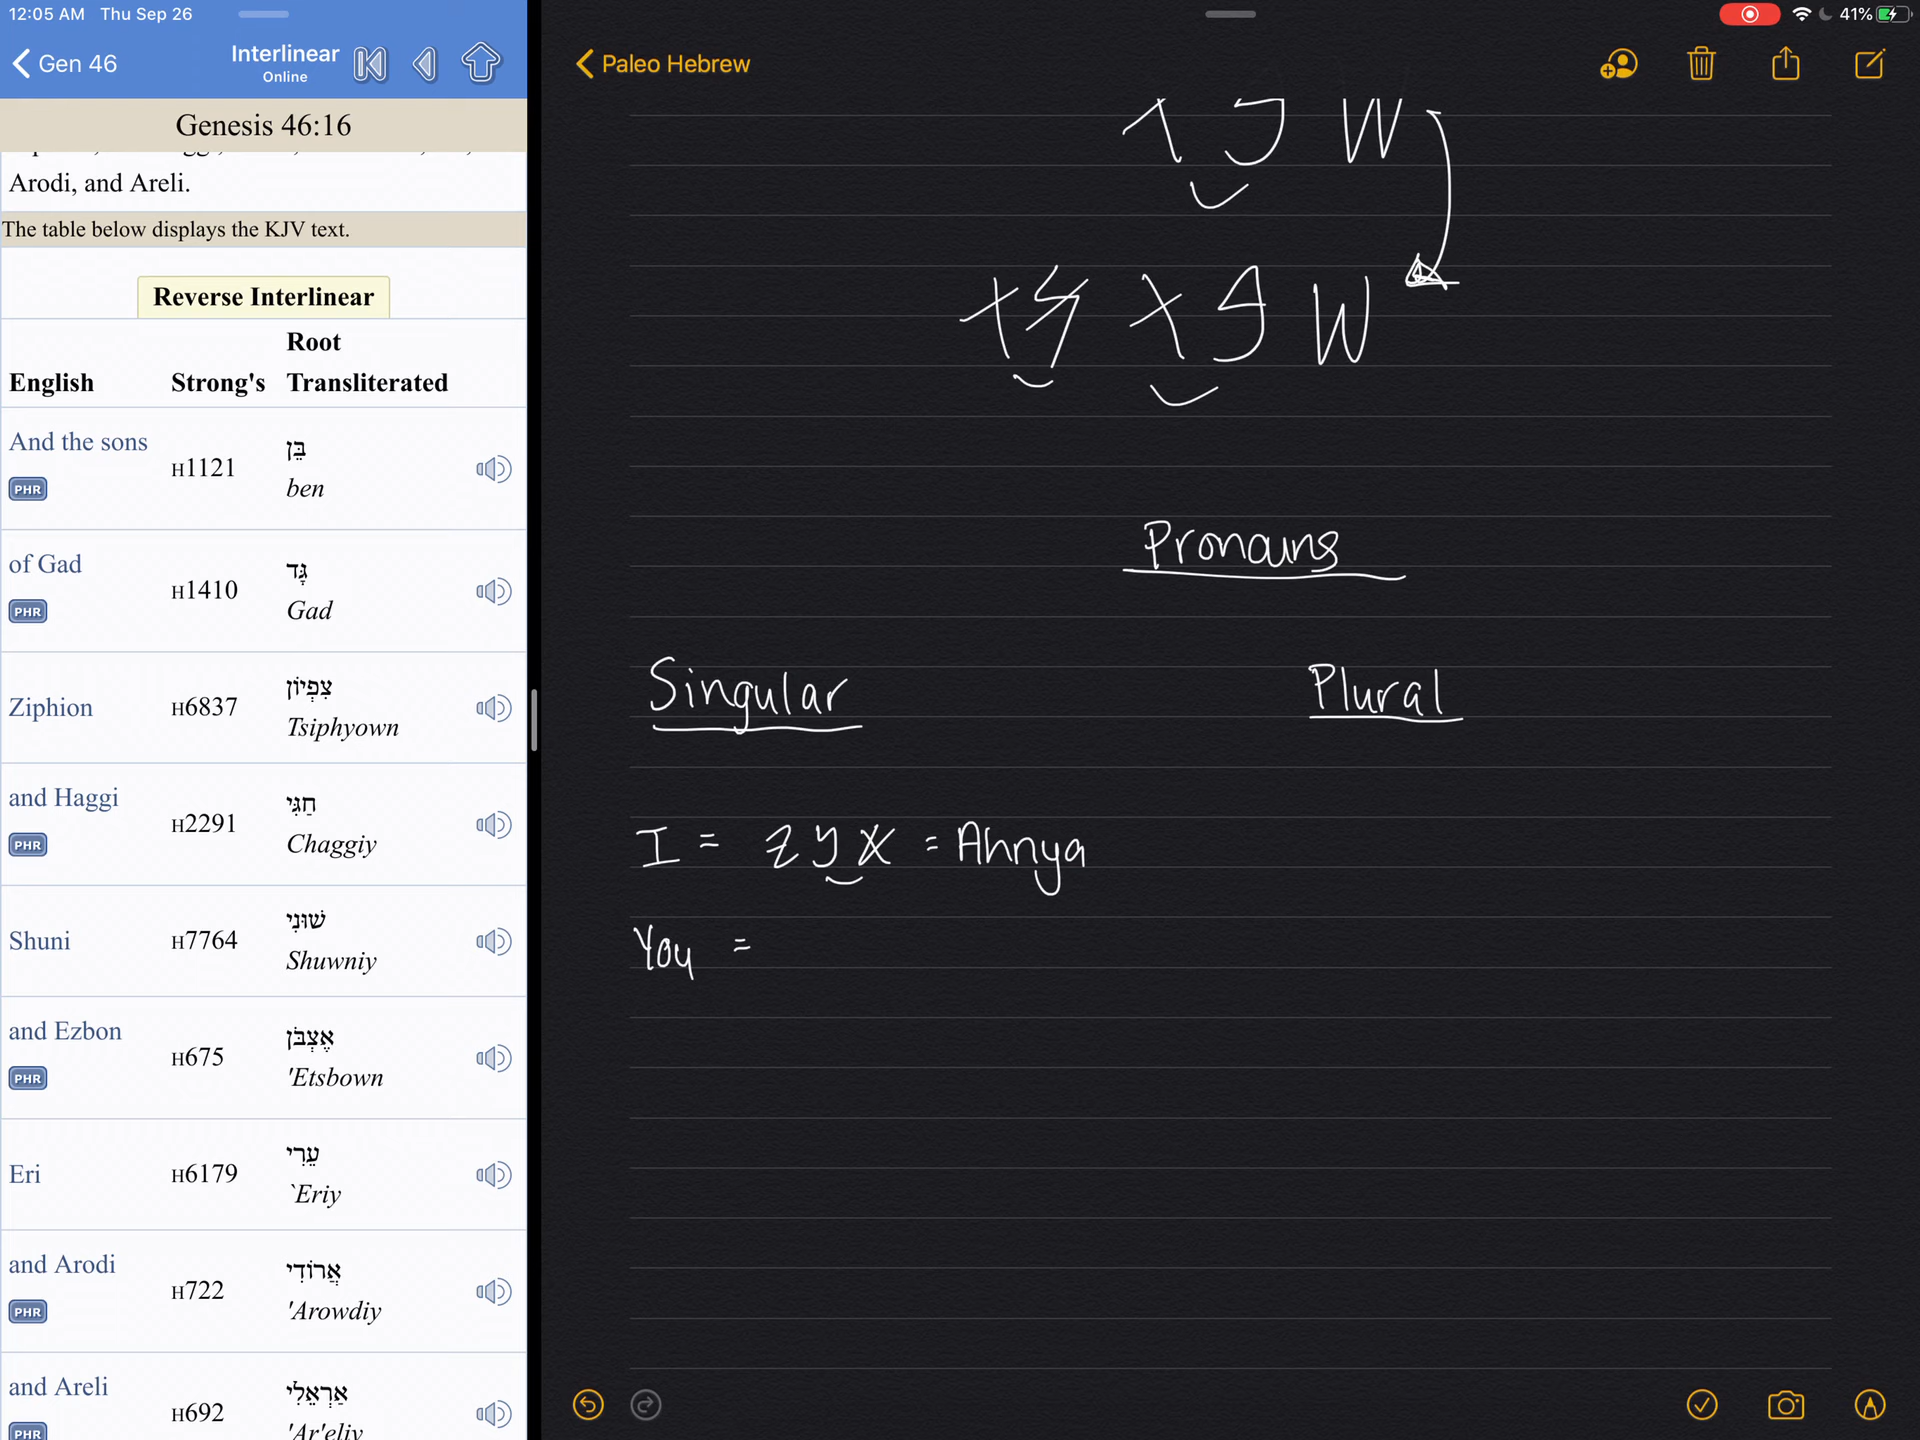 12:05 AM Thu Sep 26
41%
Gen 46
Interlinear
Online
Genesis 46:16
Arodi, and Areli.
The table below displays the KJV text.
Reverse Interlinear
English Strong's Root Transliterated
And the sons PHR H1121 בֵּן ben
of Gad PHR H1410 גָּד Gad
Ziphion H6837 צִפְיוֹן Tsiphyown
and Haggi PHR H2291 חַגִּי Chaggiy
Shuni H7764 שׁוּנִי Shuwniy
and Ezbon PHR H675 אֶצְבֹּן 'Etsbown
Eri H6179 עֵרִי `Eriy
and Arodi PHR H722 אֲרוֹדִי 'Arowdiy
and Areli PHR H692 אַרְאֵלִי 'Ar'eliy
Paleo Hebrew
Pronouns
Singular Plural
I = 𐤀𐤍𐤉 = Ahnya
You =